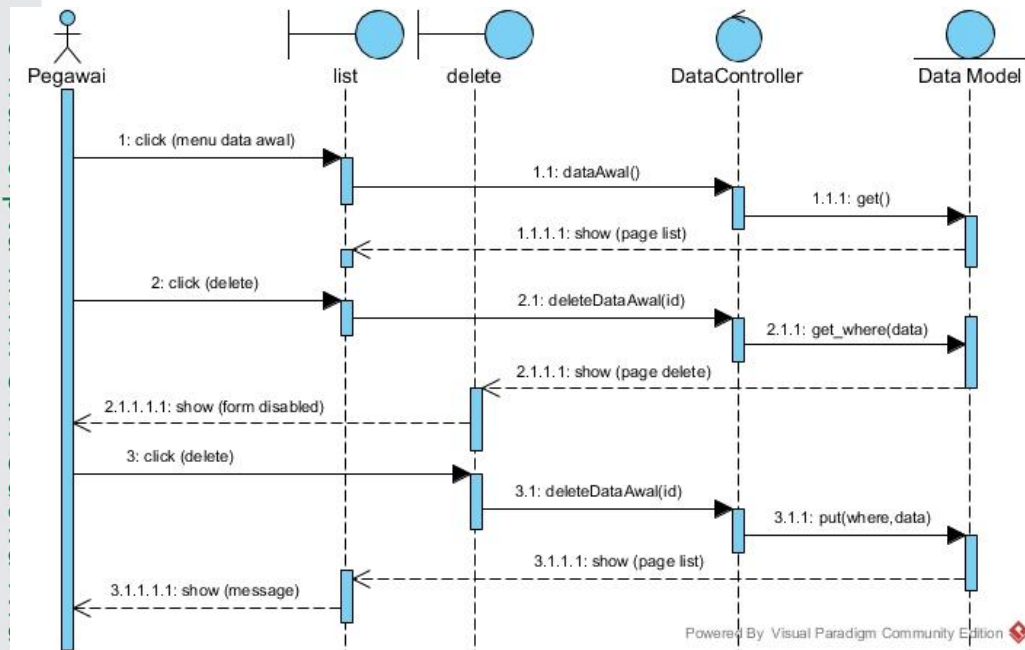 Pegawai
list
delete
DataController
Data Model
1: click (menu data awal)
1.1: dataAwal()
1.1.1: get()
1.1.1.1: show (page list)
2: click (delete)
2.1: deleteDataAwal(id)
2.1.1: get_where(data)
2.1.1.1: show (page delete)
2.1.1.1.1: show (form disabled)
3: click (delete)
3.1: deleteDataAwal(id)
3.1.1: put(where,data)
3.1.1.1: show (page list)
3.1.1.1.1: show (message)
Powered By Visual Paradigm Community Edition